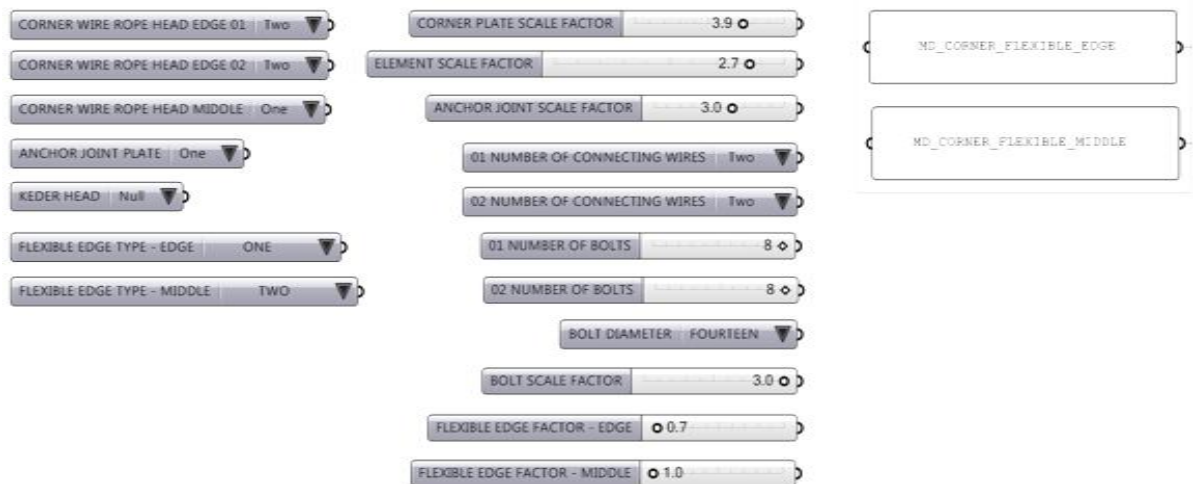 CORNER WIRE ROPE HEAD EDGE 01 Two
CORNER WIRE ROPE HEAD EDGE 02 Two
CORNER WIRE ROPE HEAD MIDDLE One
ANCHOR JOINT PLATE One
KEDER HEAD Null
FLEXIBLE EDGE TYPE - EDGE ONE
FLEXIBLE EDGE TYPE - MIDDLE TWO
CORNER PLATE SCALE FACTOR 3.9
ELEMENT SCALE FACTOR 2.7
ANCHOR JOINT SCALE FACTOR 3.0
01 NUMBER OF CONNECTING WIRES Two
02 NUMBER OF CONNECTING WIRES Two
01 NUMBER OF BOLTS 8
02 NUMBER OF BOLTS 8
BOLT DIAMETER FOURTEEN
BOLT SCALE FACTOR 3.0
FLEXIBLE EDGE FACTOR - EDGE 0.7
FLEXIBLE EDGE FACTOR - MIDDLE 1.0
MD_CORNER_FLEXIBLE_EDGE
MD_CORNER_FLEXIBLE_MIDDLE